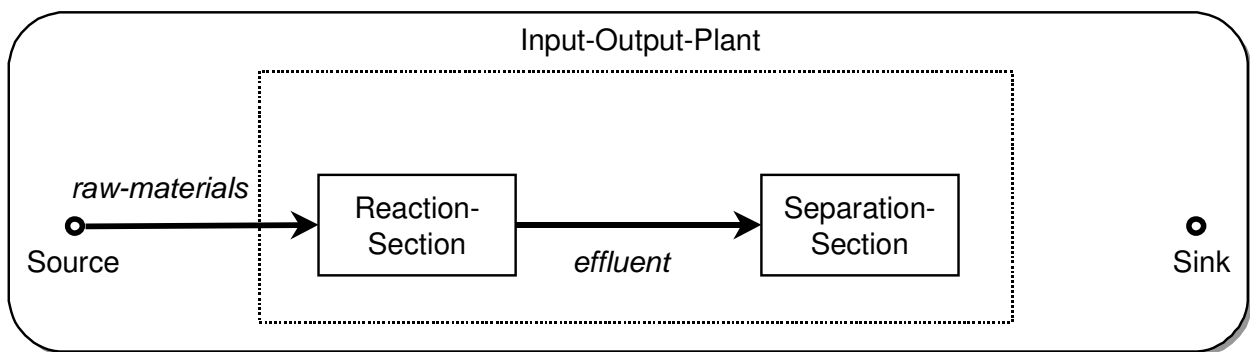 Input-Output-Plant
raw-materials
Source
Reaction-
Section
effluent
Separation-
Section
Sink